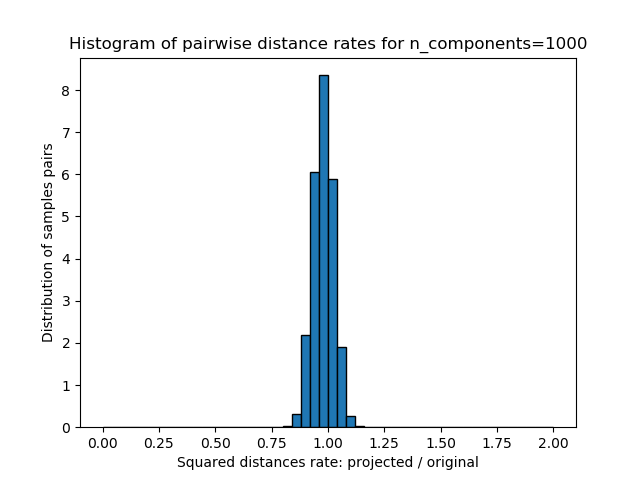 Histogram of pairwise distance rates for n_components=1000
Distribution of samples pairs
8
7
6
5
4
3
2
1
0
0.00 0.25 0.50 0.75 1.00 1.25 1.50 1.75 2.00
Squared distances rate: projected / original